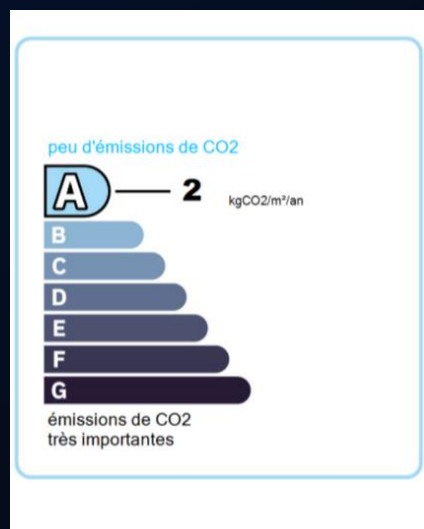 peu d'émissions de CO2
A 2 kgCO2/m²/an
B
C
D
E
F
G
émissions de CO2
très importantes